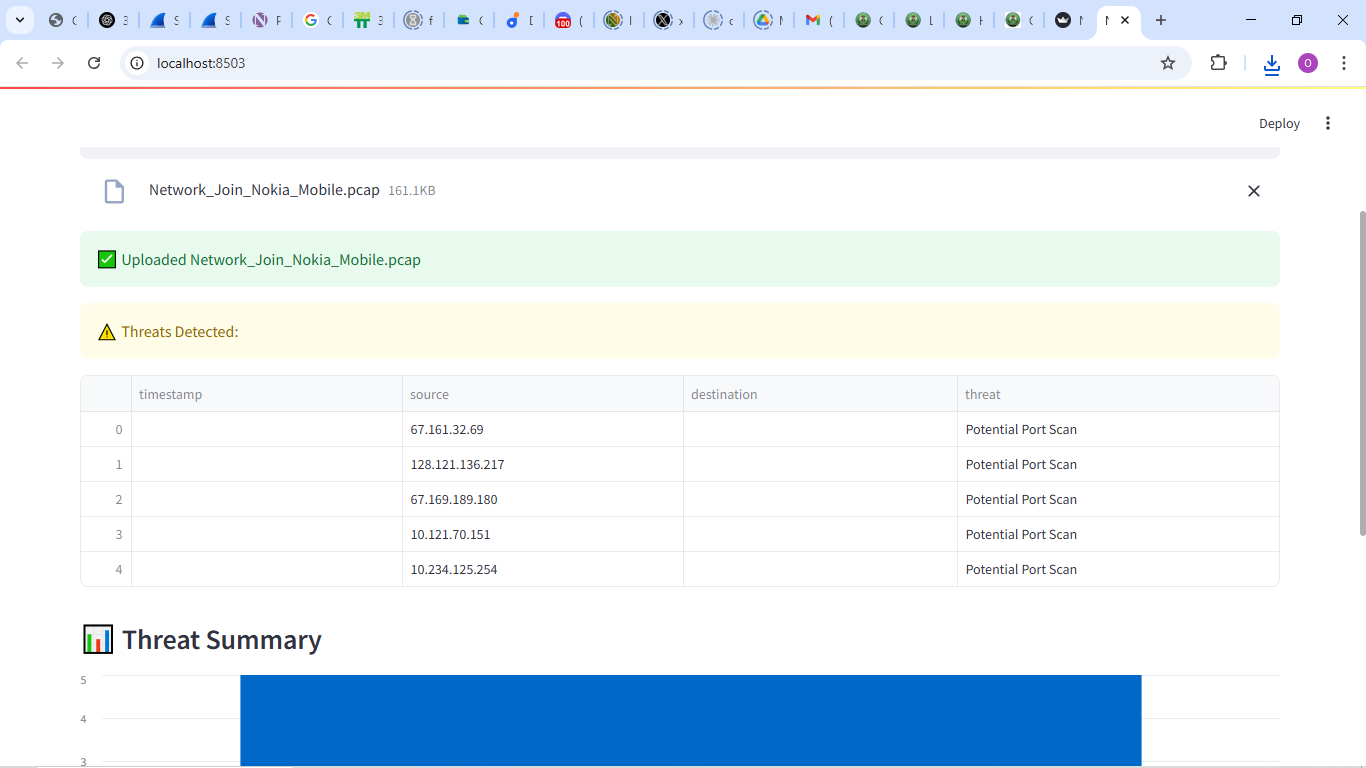 localhost:8503
O
Deploy
Network_Join_Nokia_Mobile.pcap 161.1KB
Uploaded Network_Join_Nokia_Mobile.pcap
Threats Detected:
timestamp source destination threat
0 67.161.32.69 Potential Port Scan
1 128.121.136.217 Potential Port Scan
2 67.169.189.180 Potential Port Scan
3 10.121.70.151 Potential Port Scan
4 10.234.125.254 Potential Port Scan
Threat Summary
5
4
3